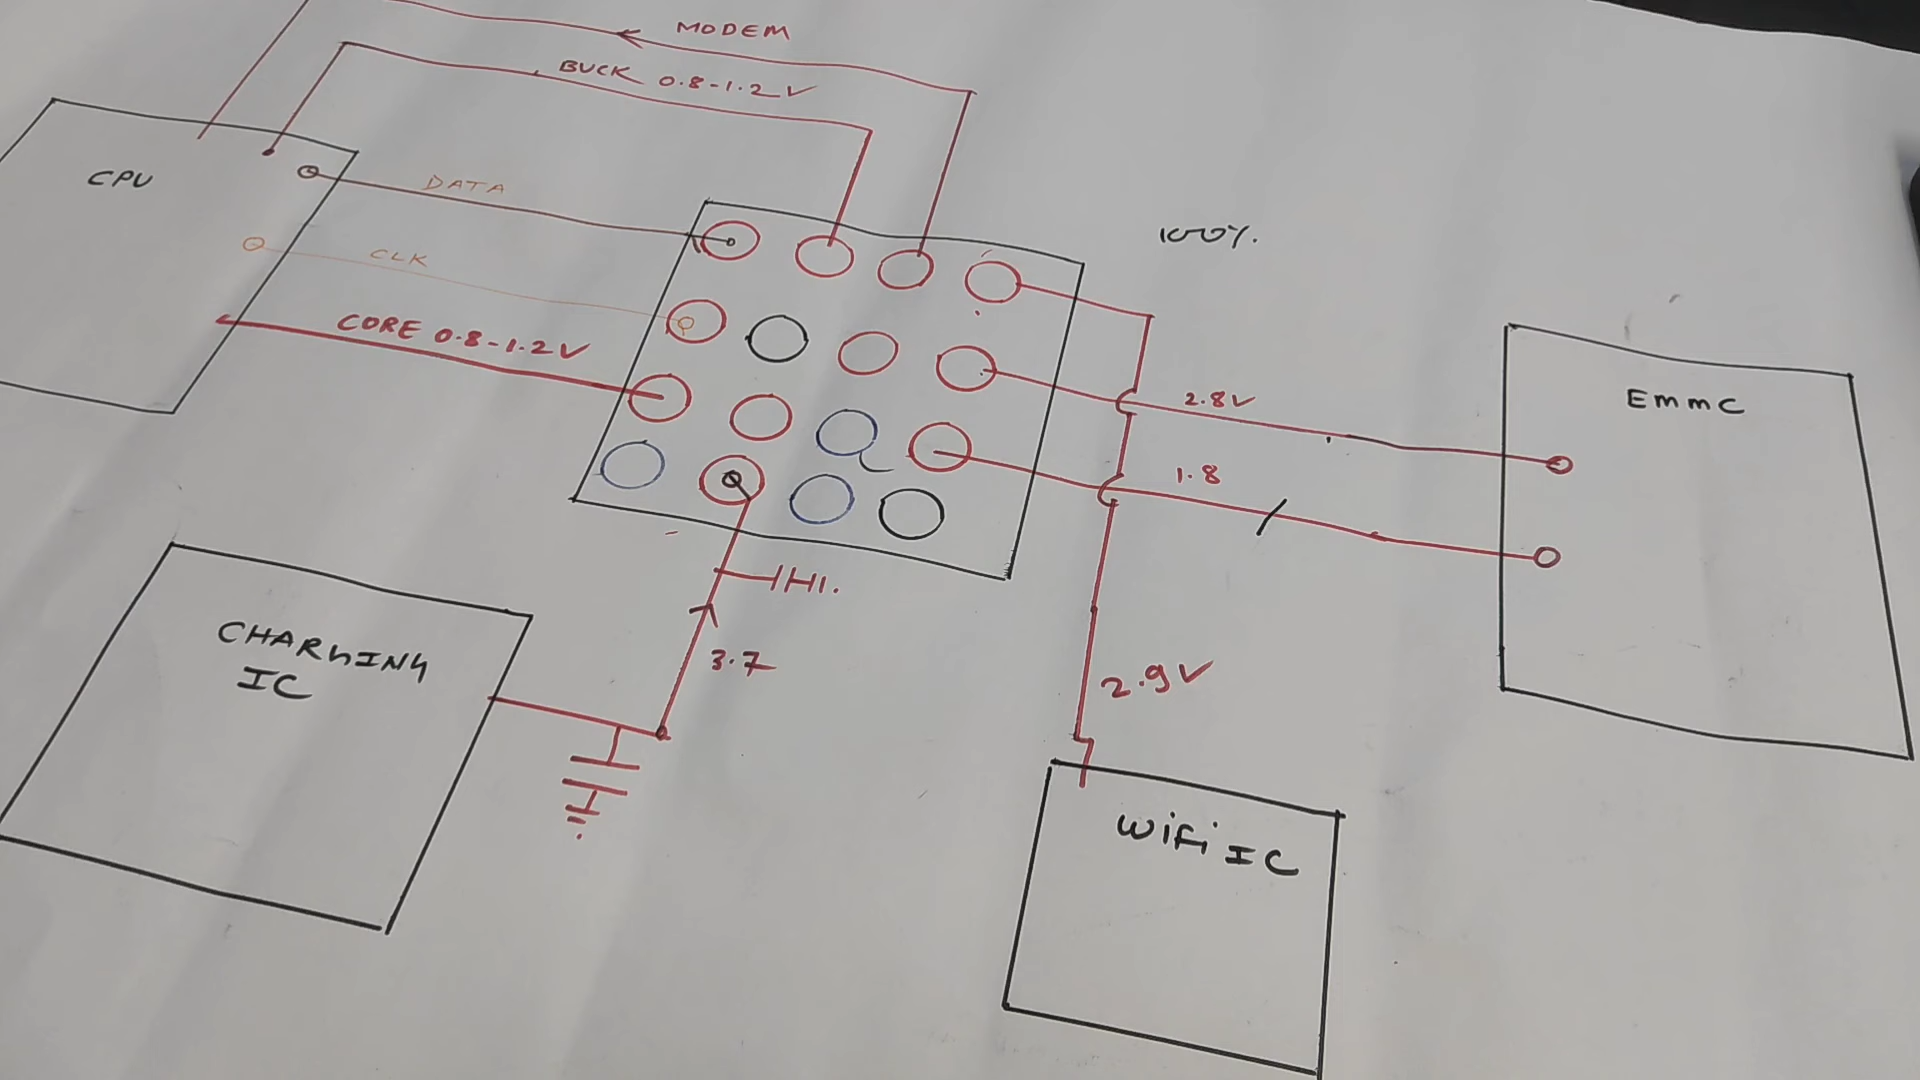 MODEM
BUCK 0.8-1.2V
CPU
DATA
CLK
CORE 0.8-1.2V
100%.
2.8V
EMMC
1.8
3.7
CHARGING
IC
2.9V
WiFi IC